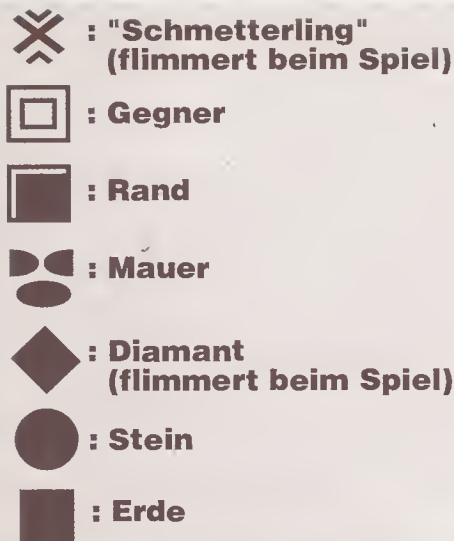 : "Schmetterling"
(flimmert beim Spiel)
: Gegner
: Rand
: Mauer
: Diamant
(flimmert beim Spiel)
: Stein
: Erde